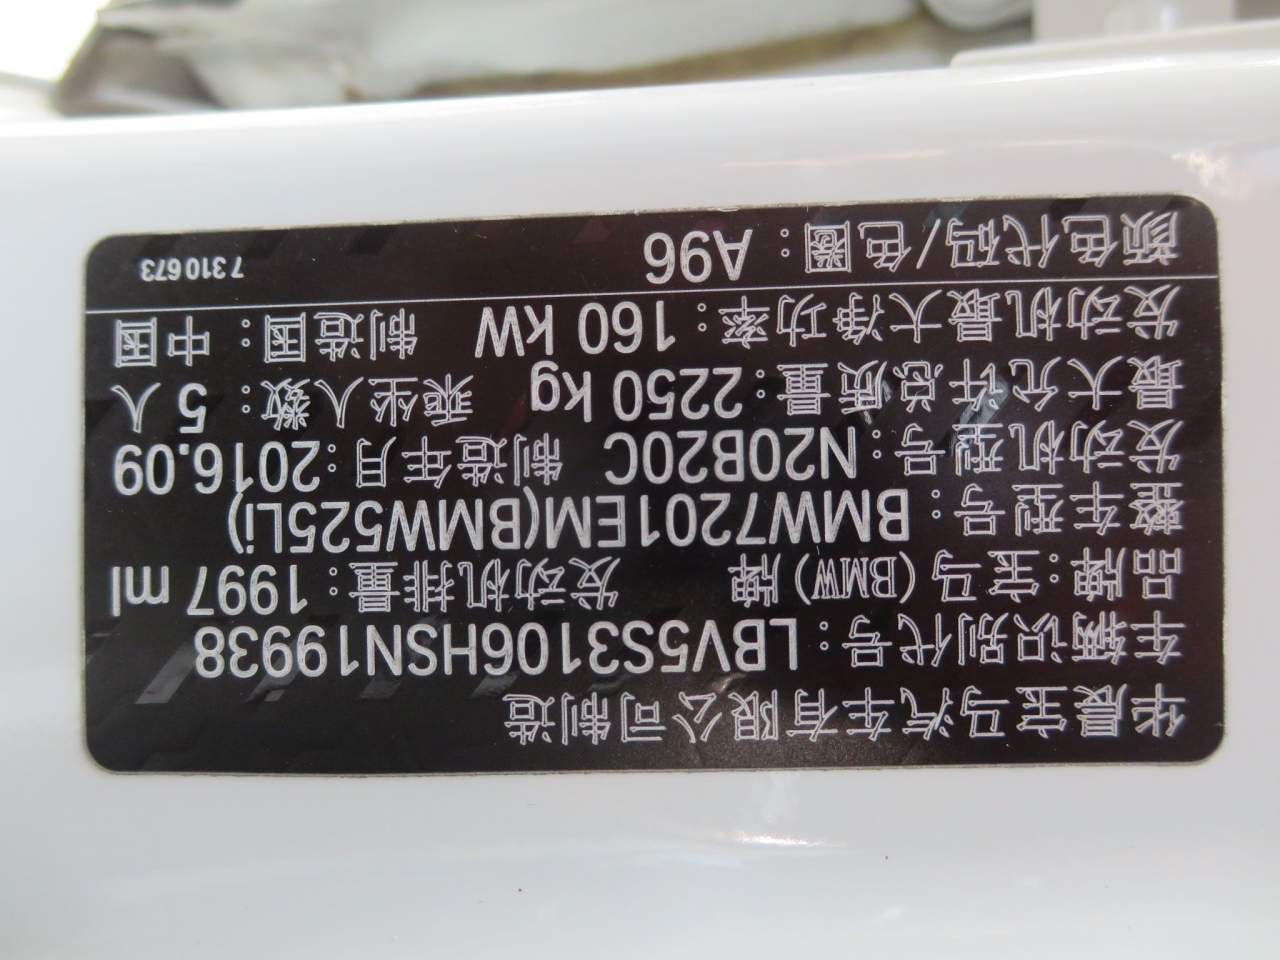 华晨宝马汽车有限公司制造
车辆识别代号：LBV5S3106HSN19938
品牌：宝马(BMW)牌 发动机排量：1997 ml
整车型号：BMW7201EM(BMW525Li)
发动机型号：N20B20C 制造年月：2016.09
最大允许总质量：2250 kg 乘坐人数：5 人
发动机最大净功率：160 kW 制造国：中国
颜色代码/色圈：A96 7 310 673